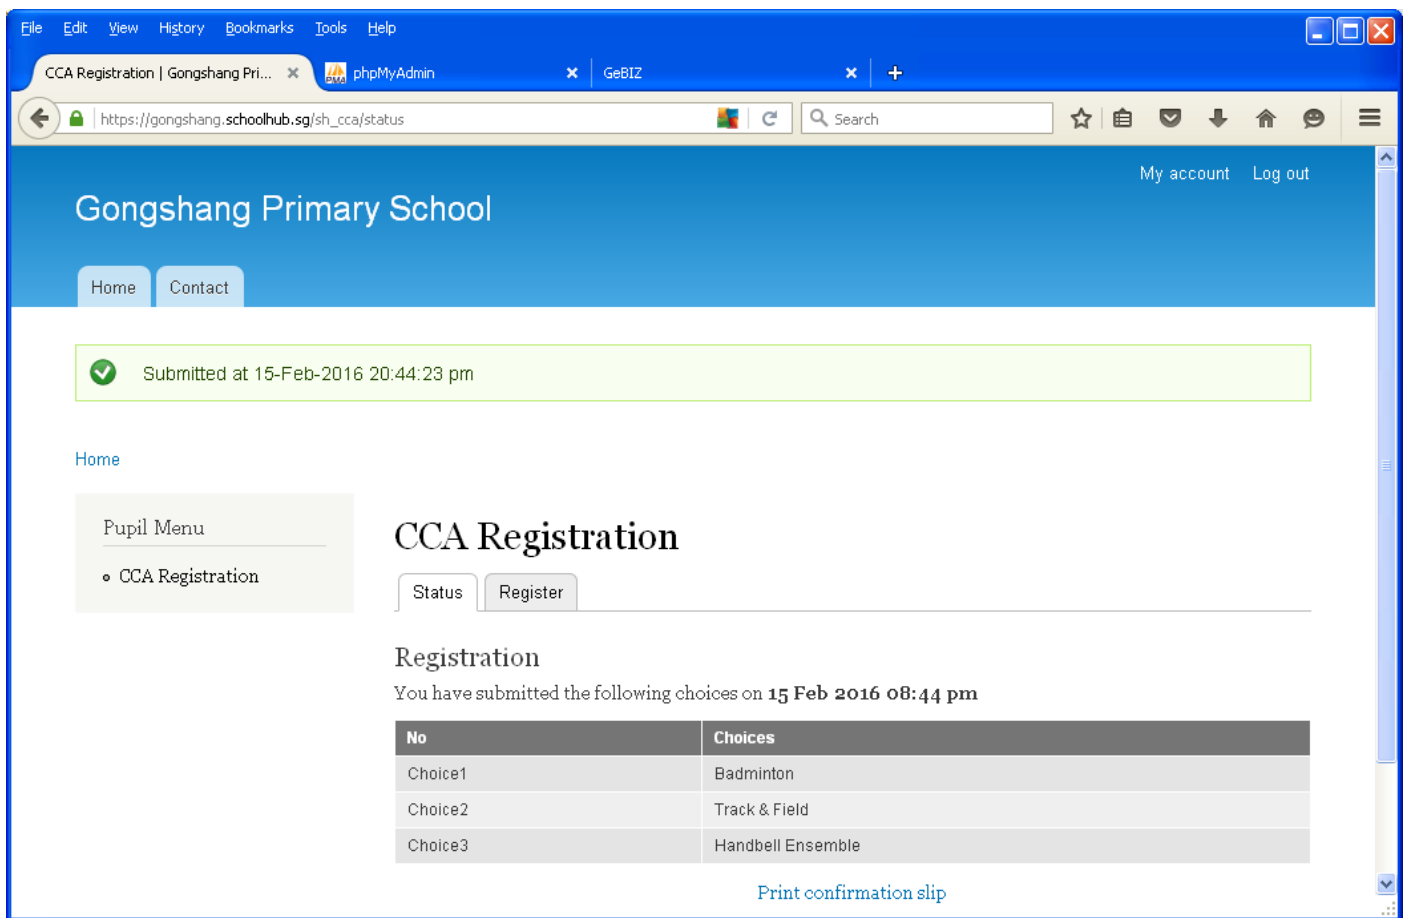 File Edit View History Bookmarks Tools Help
CCA Registration | Gongshang Pri... phpMyAdmin GeBIZ
https://gongshang.schoolhub.sg/sh_cca/status Search
My account Log out
Gongshang Primary School
Home Contact
Submitted at 15-Feb-2016 20:44:23 pm
Home
Pupil Menu
CCA Registration
CCA Registration
Status Register
Registration
You have submitted the following choices on 15 Feb 2016 08:44 pm
No Choices
Choice1 Badminton
Choice2 Track & Field
Choice3 Handbell Ensemble
Print confirmation slip